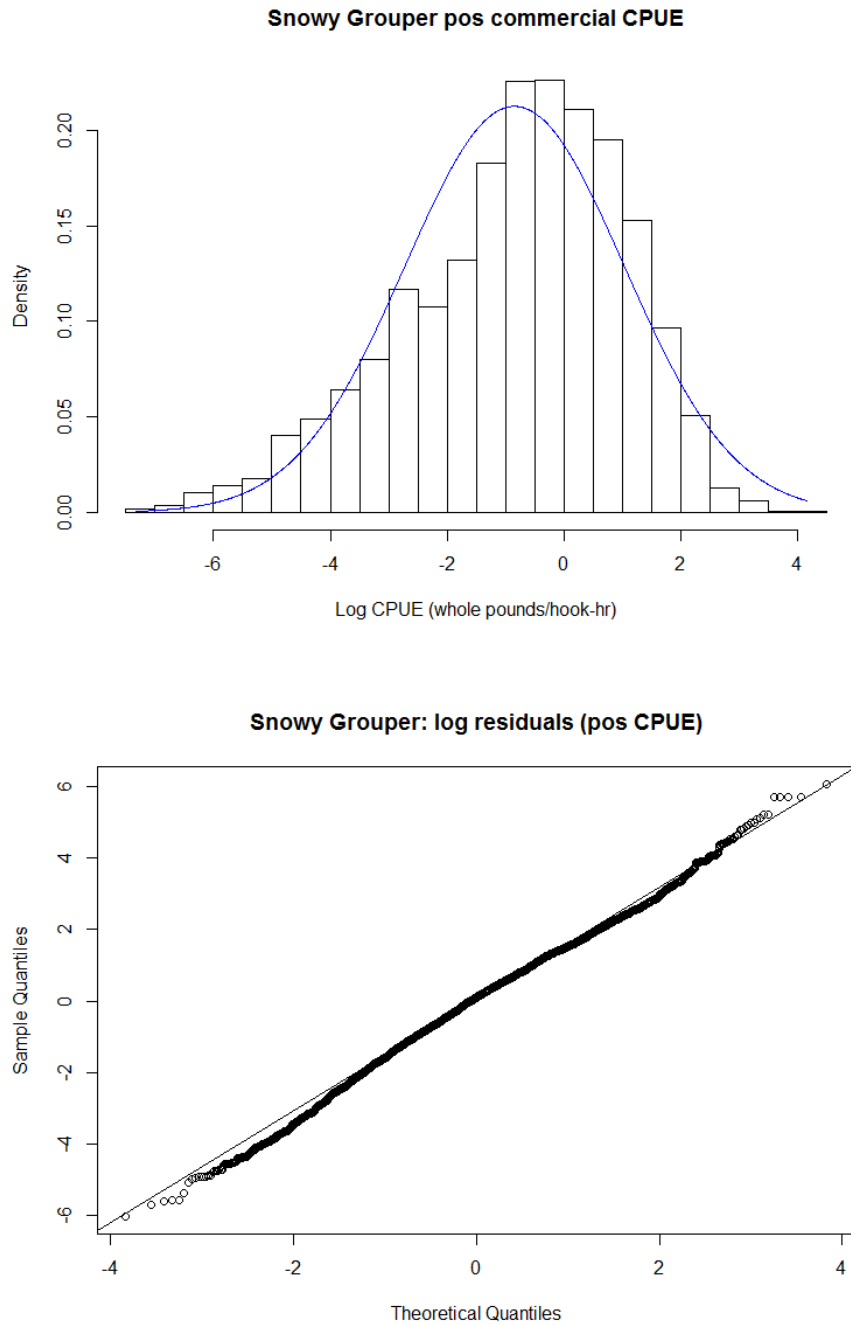 Snowy Grouper pos commercial CPUE
Density
0.20
0.15
0.10
0.05
0.00
-6 -4 -2 0 2 4
Log CPUE (whole pounds/hook-hr)
Snowy Grouper: log residuals (pos CPUE)
Sample Quantiles
6
4
2
0
-2
-4
-6
-4 -2 0 2 4
Theoretical Quantiles